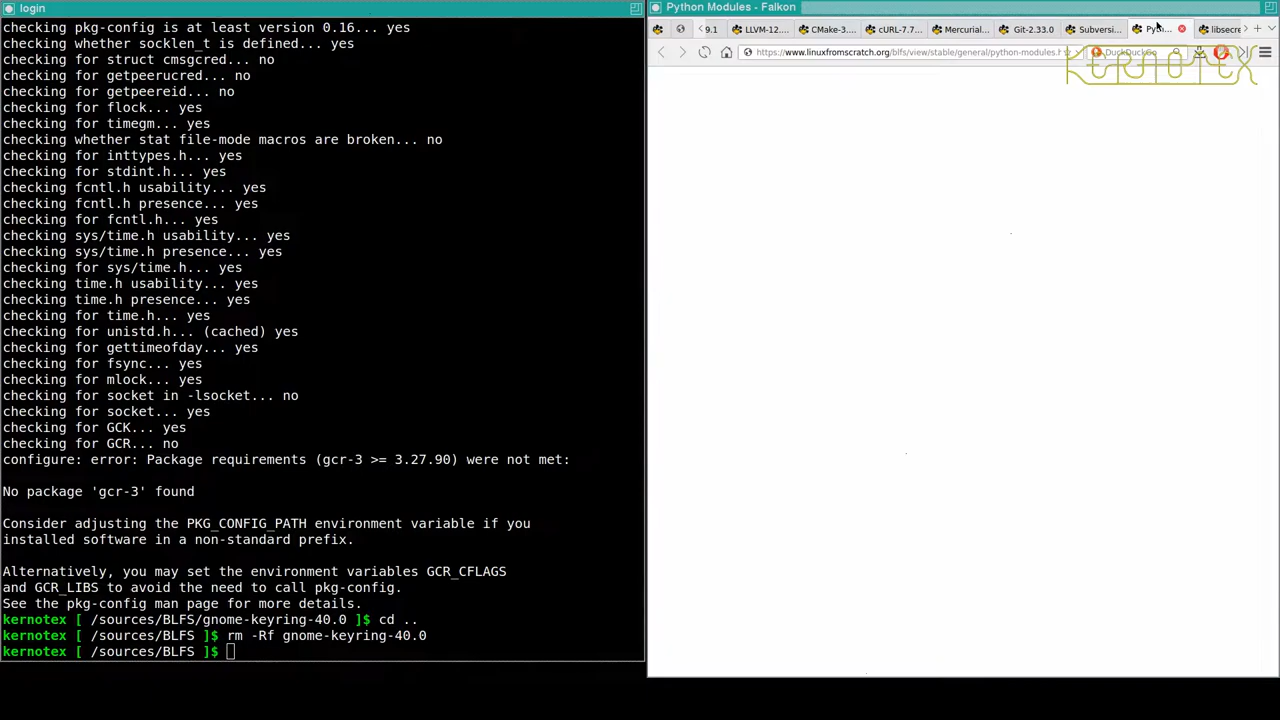 login
checking pkg-config is at least version 0.16... yes
checking whether socklen_t is defined... yes
checking for struct cmsgcred... no
checking for getpeerucred... no
checking for getpeereid... no
checking for flock... yes
checking for timegm... yes
checking whether stat file-mode macros are broken... no
checking for inttypes.h... yes
checking for stdint.h... yes
checking fcntl.h usability... yes
checking fcntl.h presence... yes
checking for fcntl.h... yes
checking sys/time.h usability... yes
checking sys/time.h presence... yes
checking for sys/time.h... yes
checking time.h usability... yes
checking time.h presence... yes
checking for time.h... yes
checking for unistd.h... (cached) yes
checking for gettimeofday... yes
checking for fsync... yes
checking for mlock... yes
checking for socket in -lsocket... no
checking for socket... yes
checking for GCK... yes
checking for GCR... no
configure: error: Package requirements (gcr-3 >= 3.27.90) were not met:
No package 'gcr-3' found
Consider adjusting the PKG_CONFIG_PATH environment variable if you
installed software in a non-standard prefix.
Alternatively, you may set the environment variables GCR_CFLAGS
and GCR_LIBS to avoid the need to call pkg-config.
See the pkg-config man page for more details.
kernotex [ /sources/BLFS/gnome-keyring-40.0 ]$ cd ..
kernotex [ /sources/BLFS ]$ rm -Rf gnome-keyring-40.0
kernotex [ /sources/BLFS ]$
Python Modules - Falkon
9.1 LLVM-12.... CMake-3.... cURL-7.7... Mercurial... Git-2.33.0 Subversi... Pyt... libsecre
https://www.linuxfromscratch.org/blfs/view/stable/general/python-modules.h DuckDuckGo
KERNOTEX